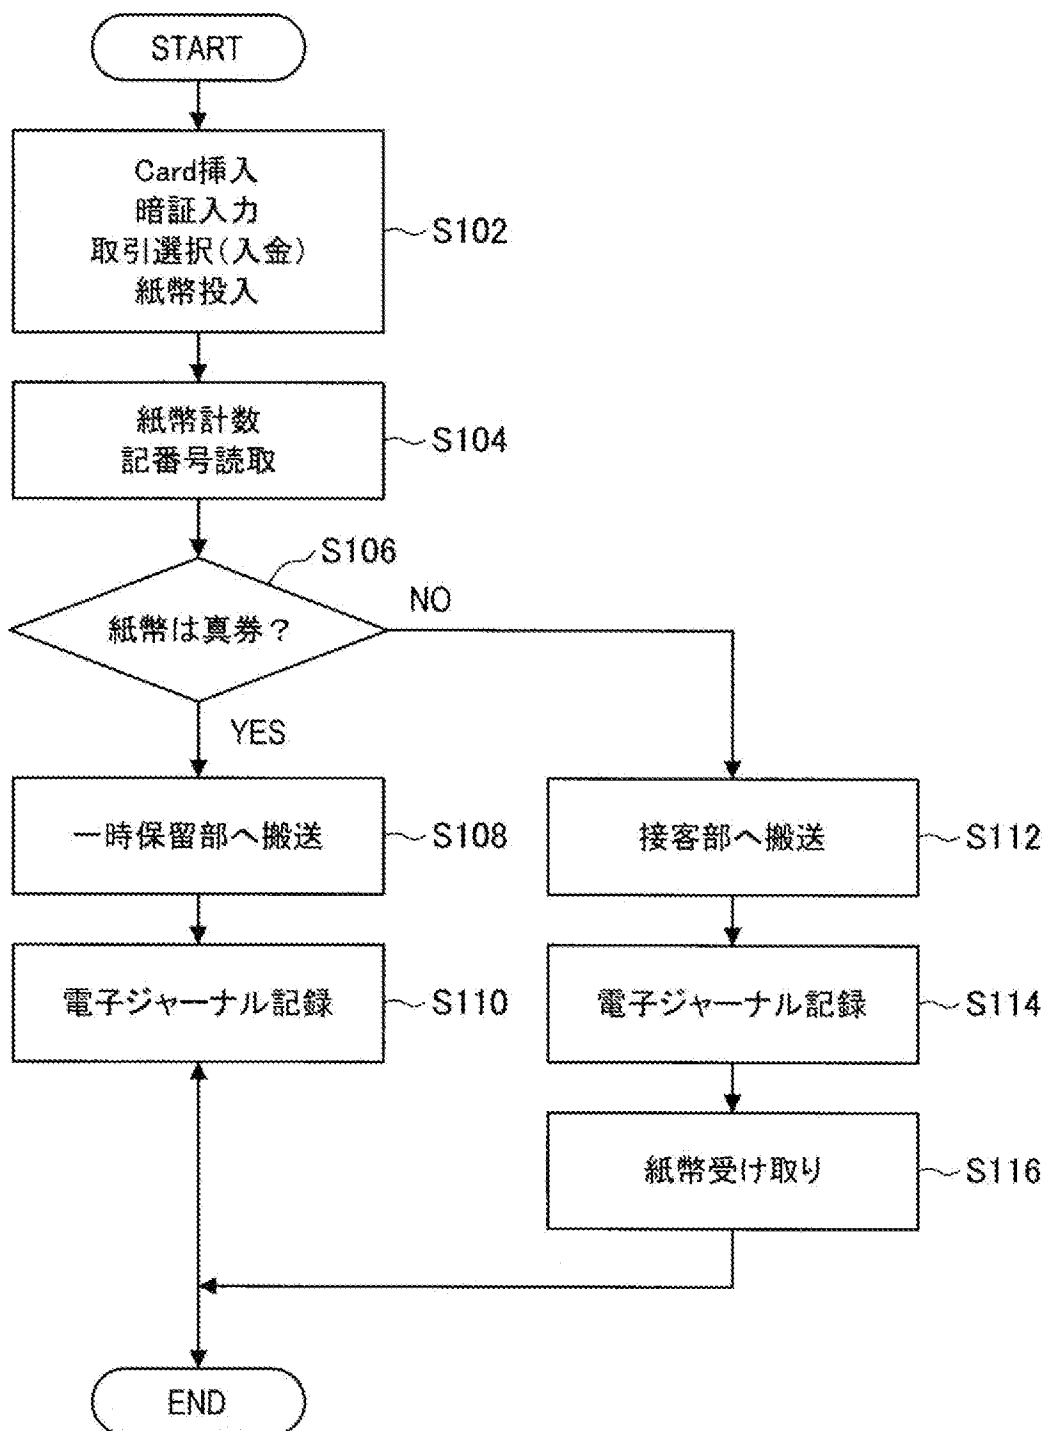 START
Card挿入
暗証入力
取引選択(入金)
紙幣投入
S102
紙幣計数
記番号読取
S104
S106
紙幣は真券？
NO
YES
一時保留部へ搬送
S108
接客部へ搬送
S112
電子ジャーナル記録
S110
電子ジャーナル記録
S114
紙幣受け取り
S116
END